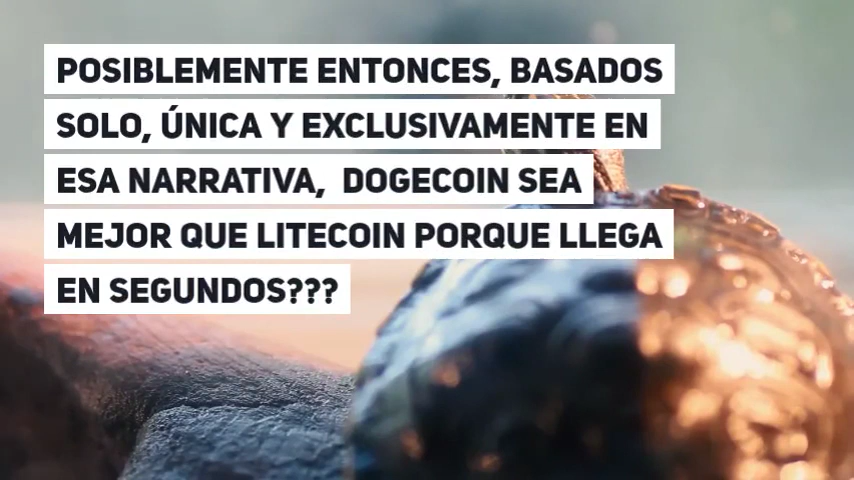 POSIBLEMENTE ENTONCES, BASADOS
SOLO, ÚNICA Y EXCLUSIVAMENTE EN
ESA NARRATIVA, DOGECOIN SEA
MEJOR QUE LITECOIN PORQUE LLEGA
EN SEGUNDOS???